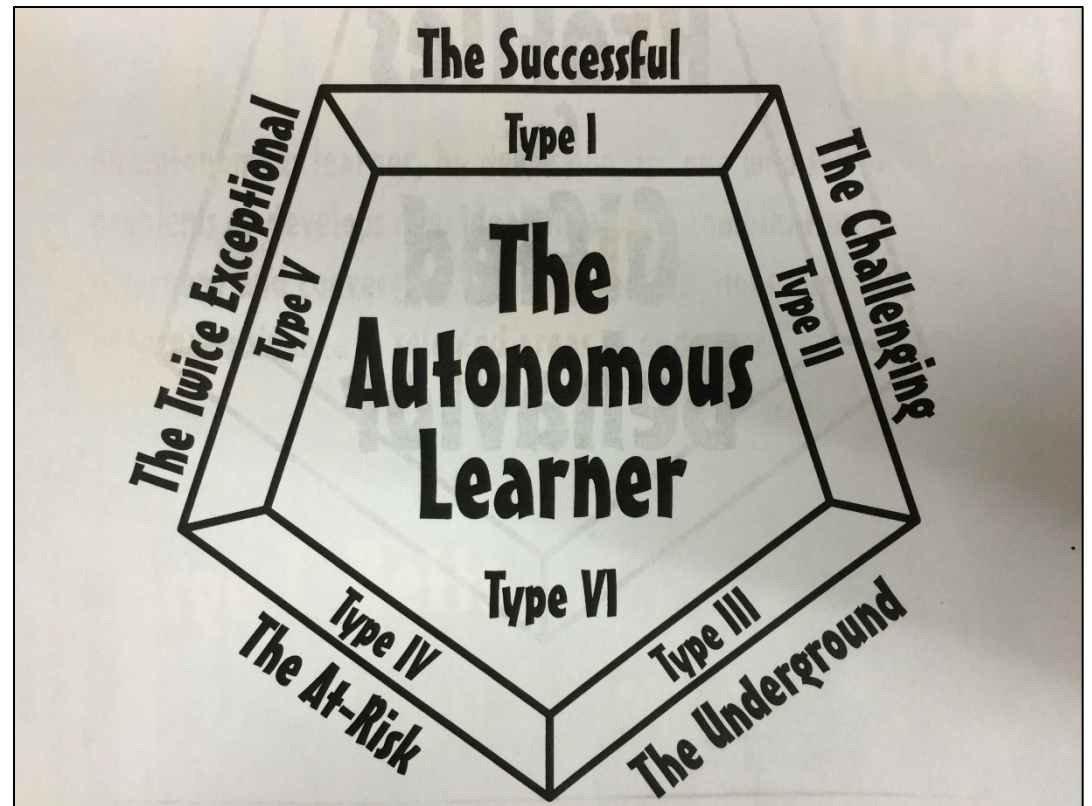 The Successful
Type I
The Challenging
Type II
The Underground
Type III
The At-Risk
Type IV
The Twice Exceptional
Type V
The
Autonomous
Learner
Type VI